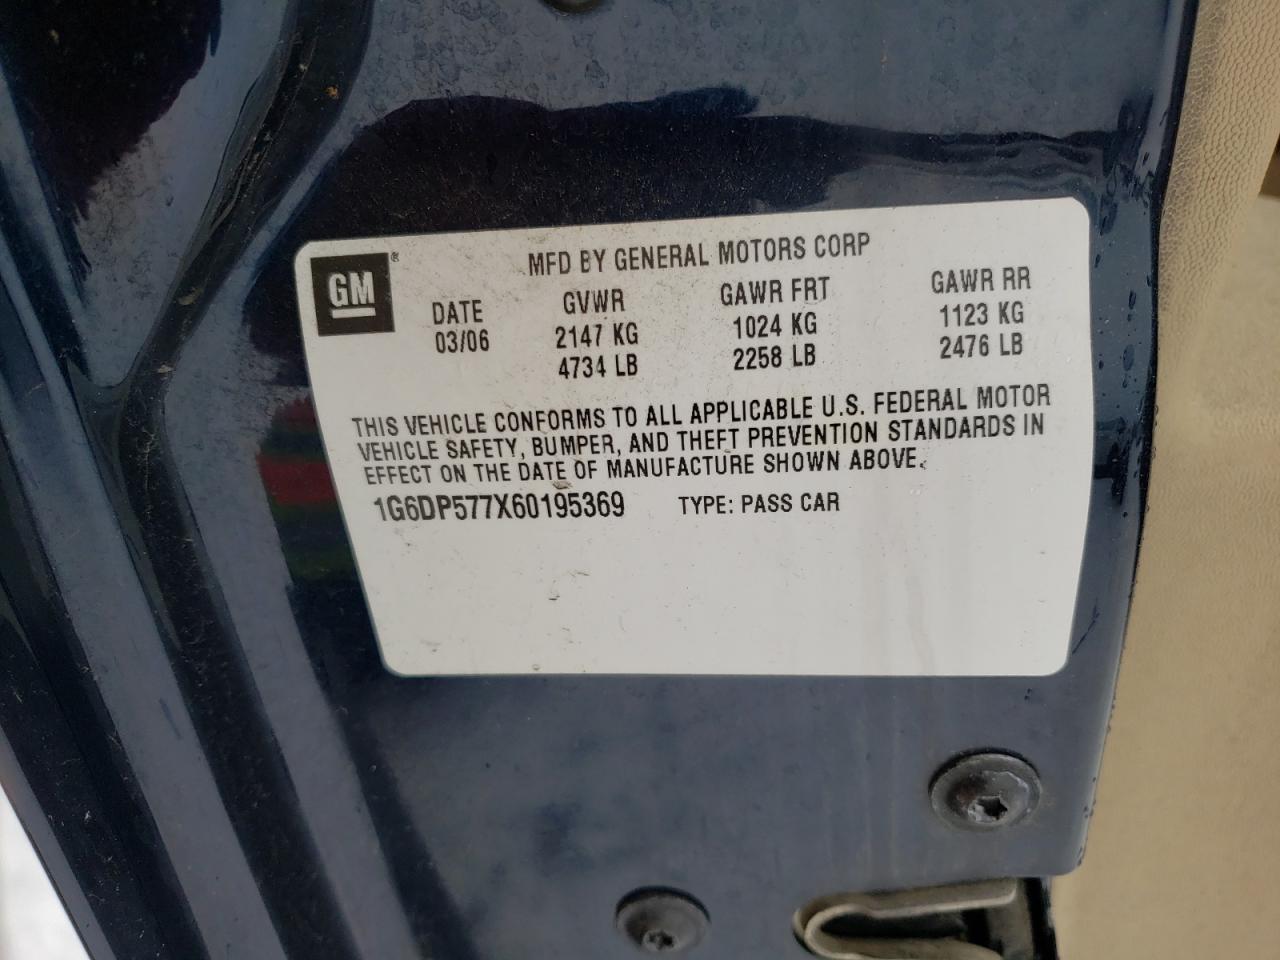 GM®
MFD BY GENERAL MOTORS CORP
DATE GVWR GAWR FRT GAWR RR
03/06 2147 KG 1024 KG 1123 KG
4734 LB 2258 LB 2476 LB
THIS VEHICLE CONFORMS TO ALL APPLICABLE U.S. FEDERAL MOTOR
VEHICLE SAFETY, BUMPER, AND THEFT PREVENTION STANDARDS IN
EFFECT ON THE DATE OF MANUFACTURE SHOWN ABOVE.
1G6DP577X60195369 TYPE: PASS CAR